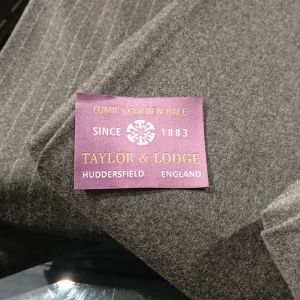 LUMB'S GOLDEN BALE
SINCE 1883
TAYLOR & LODGE
HUDDERSFIELD ENGLAND